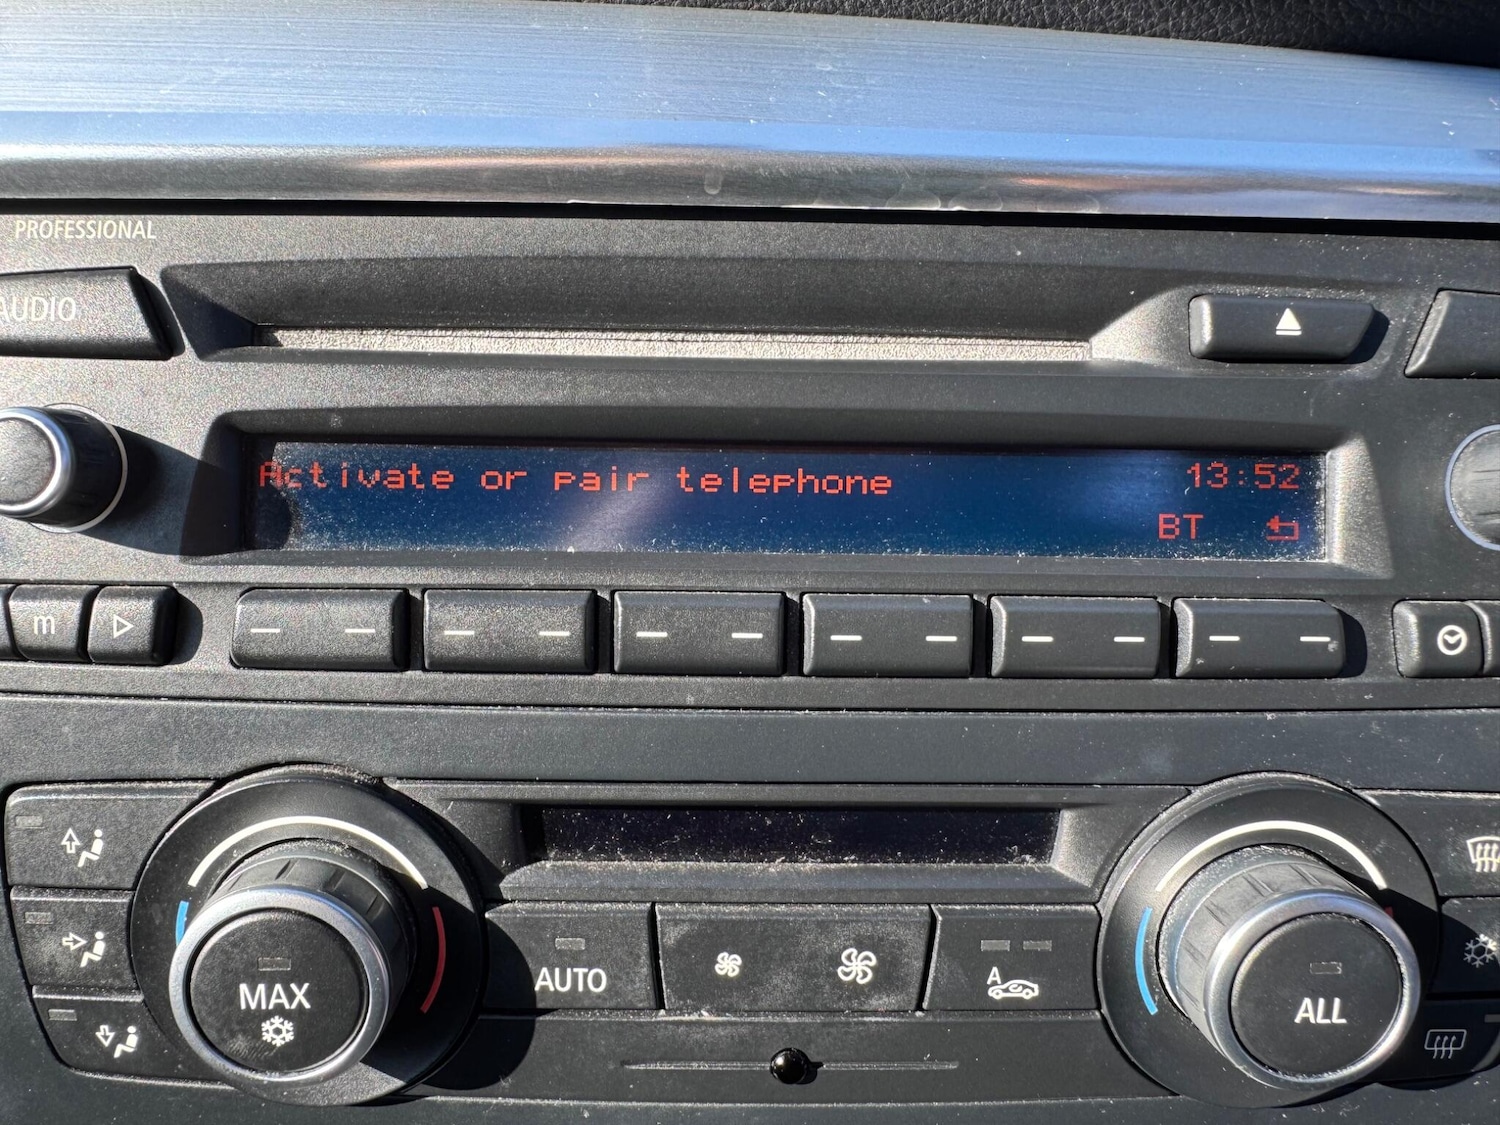 PROFESSIONAL
AUDIO
Activate or pair telephone 13:52
BT
m
AUTO
A
MAX
ALL